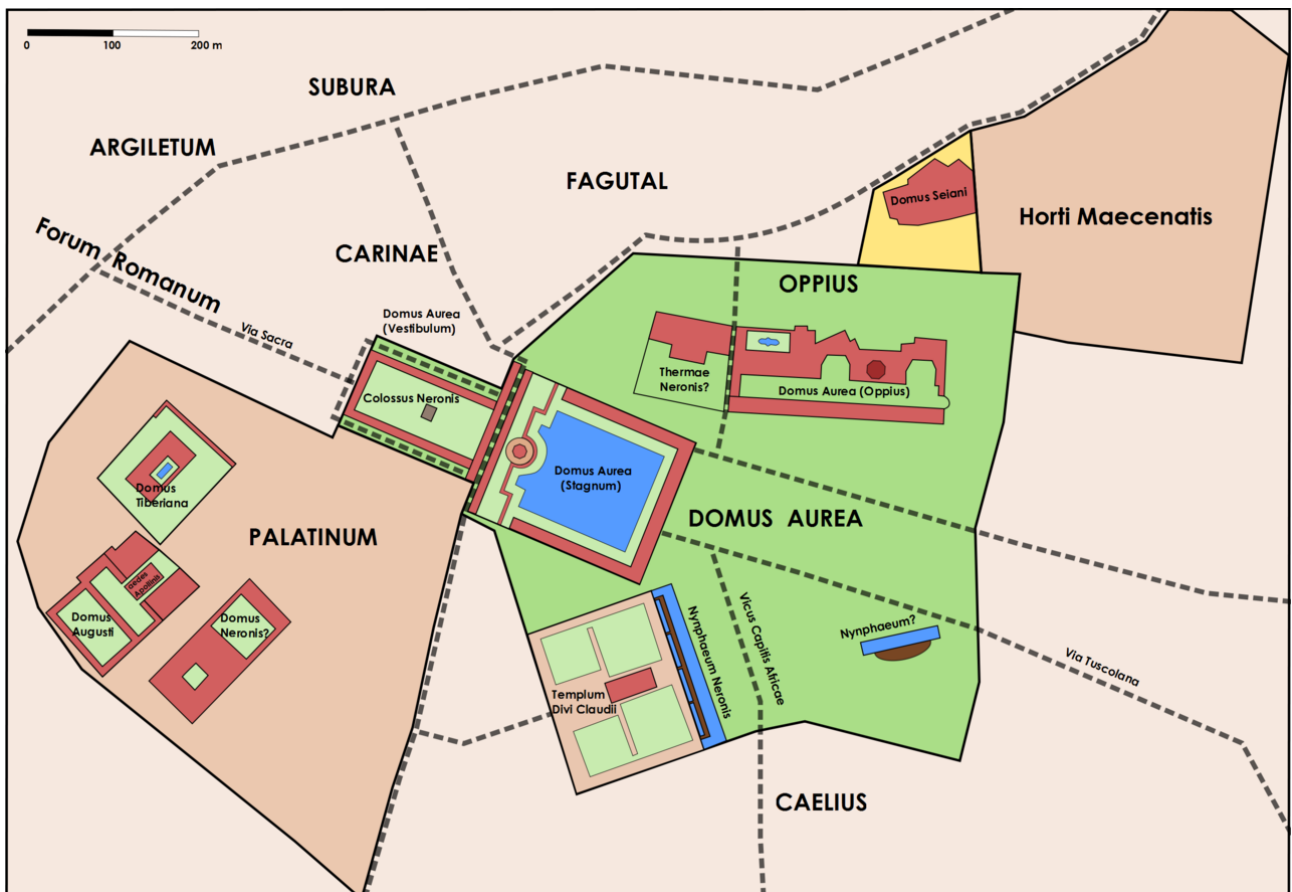 0 100 200 m
SUBURA
ARGILETUM
FAGUTAL
Domus Seiani
Horti Maecenatis
Forum Romanum
CARINAE
OPPIUS
Via Sacra
Domus Aurea
(Vestibulum)
Thermae
Neronis?
Domus Aurea (Oppius)
Colossus Neronis
Domus Aurea
(Stagnum)
Domus
Tiberiana
DOMUS AUREA
PALATINUM
aedes
Apollinis
Domus
Augusti
Domus
Neronis?
Nynphaeum Neronis
Vicus Capitis Africae
Nynphaeum?
Via Tuscolana
Templum
Divi Claudii
CAELIUS